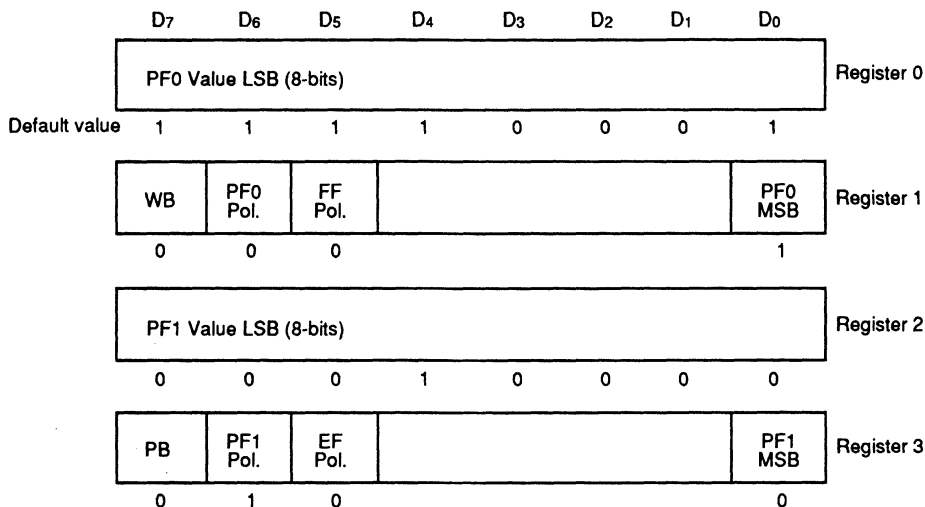 D7 D6 D5 D4 D3 D2 D1 D0
PF0 Value LSB (8-bits) Register 0
Default value 1 1 1 1 0 0 0 1
WB PF0 Pol. FF Pol. PF0 MSB Register 1
0 0 0 1
PF1 Value LSB (8-bits) Register 2
0 0 0 1 0 0 0 0
PB PF1 Pol. EF Pol. PF1 MSB Register 3
0 1 0 0